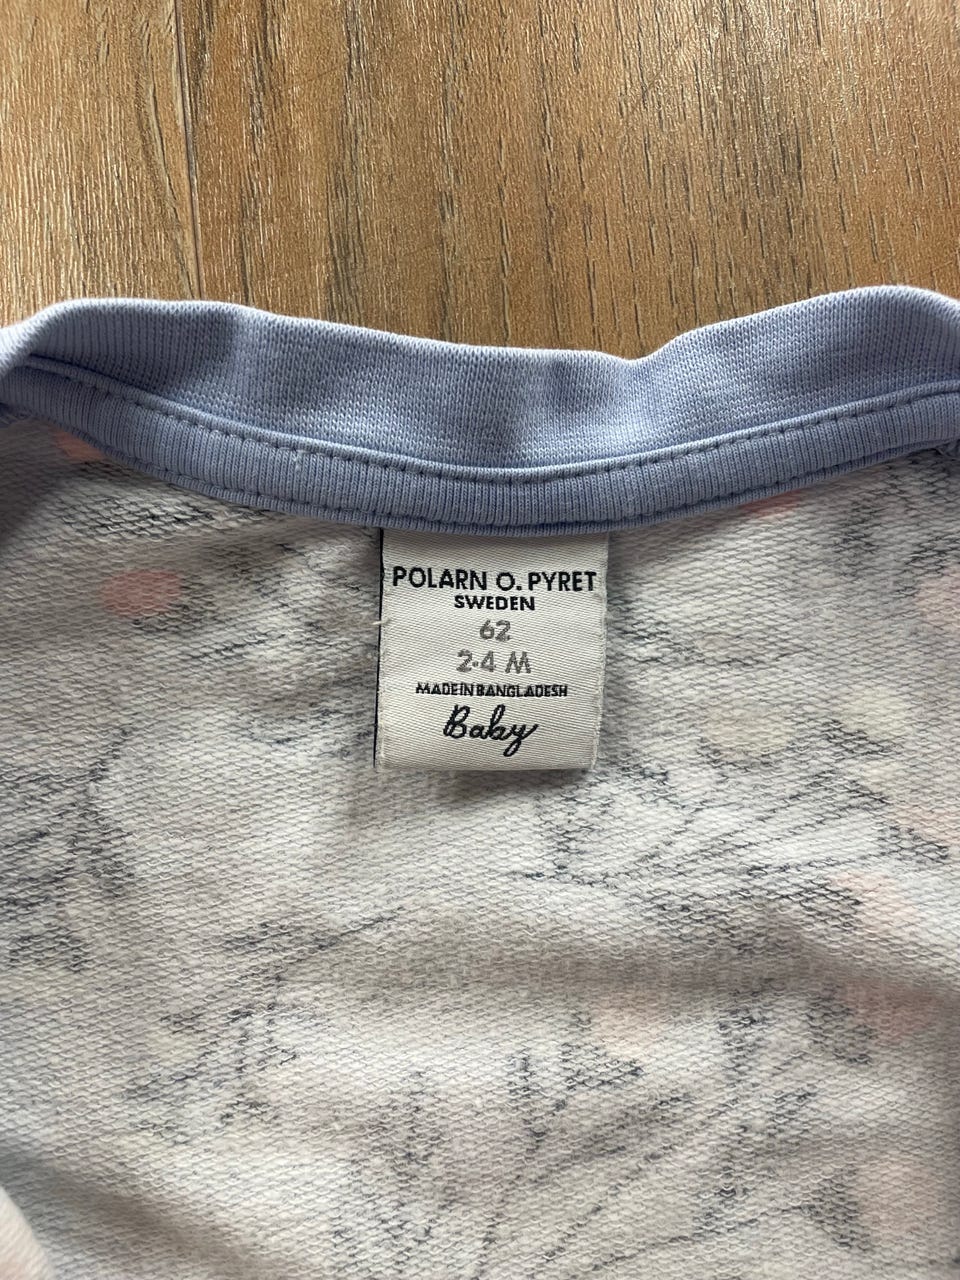 POLARN O. PYRET
SWEDEN
62
2-4 M
MADE IN BANGLADESH
Baby